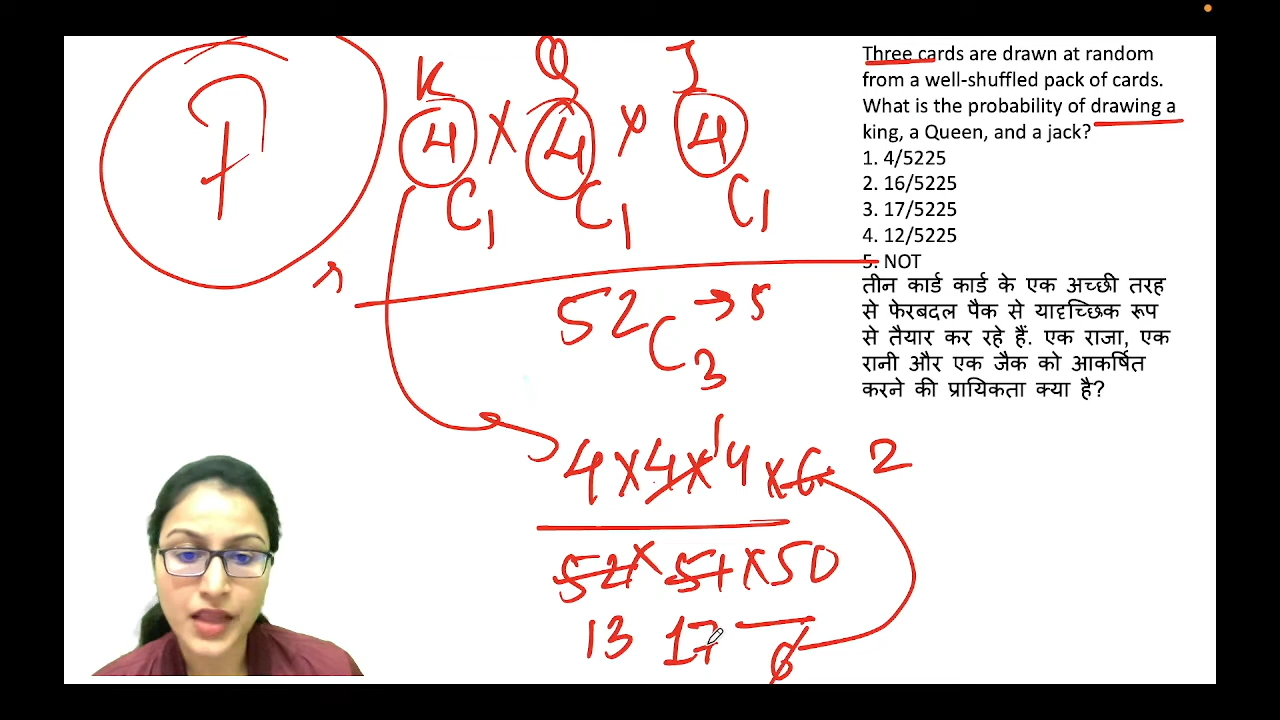 Three cards are drawn at random
from a well-shuffled pack of cards.
What is the probability of drawing a
king, a Queen, and a jack?
1. 4/5225
2. 16/5225
3. 17/5225
4. 12/5225
5. NOT
तीन कार्ड कार्ड के एक अच्छी तरह
से फेरबदल पैक से यादृच्छिक रूप
से तैयार कर रहे हैं. एक राजा, एक
रानी और एक जैक को आकर्षित
करने की प्रायिकता क्या है?
K Q J
4 × 4 × 4
C1 C1 C1
52C3 → 5
4×4×4×6 2
52×51×50
13 17 6